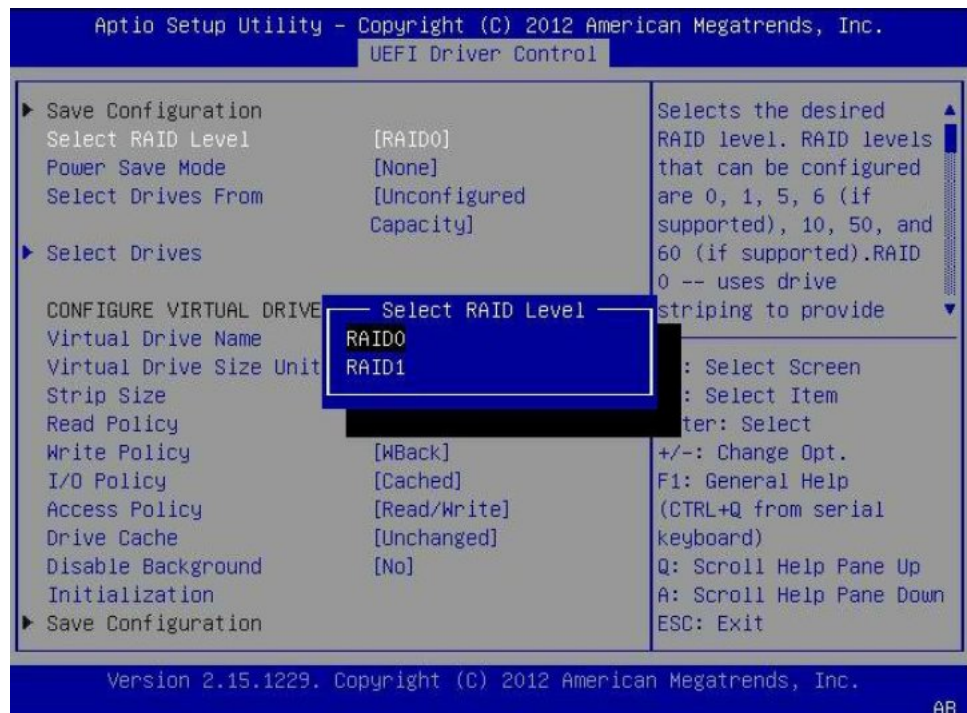 Aptio Setup Utility – Copyright (C) 2012 American Megatrends, Inc.
UEFI Driver Control
Save Configuration
Select RAID Level [RAID0]
Power Save Mode [None]
Select Drives From [Unconfigured
Capacity]
Select Drives
CONFIGURE VIRTUAL DRIVE
Virtual Drive Name
Virtual Drive Size Unit
Strip Size
Read Policy
Write Policy [WBack]
I/O Policy [Cached]
Access Policy [Read/Write]
Drive Cache [Unchanged]
Disable Background [No]
Initialization
Save Configuration
Select RAID Level
RAID0
RAID1
Selects the desired
RAID level. RAID levels
that can be configured
are 0, 1, 5, 6 (if
supported), 10, 50, and
60 (if supported).RAID
0 -- uses drive
striping to provide
: Select Screen
: Select Item
ter: Select
+/-: Change Opt.
F1: General Help
(CTRL+Q from serial
keyboard)
Q: Scroll Help Pane Up
A: Scroll Help Pane Down
ESC: Exit
Version 2.15.1229. Copyright (C) 2012 American Megatrends, Inc.
AB